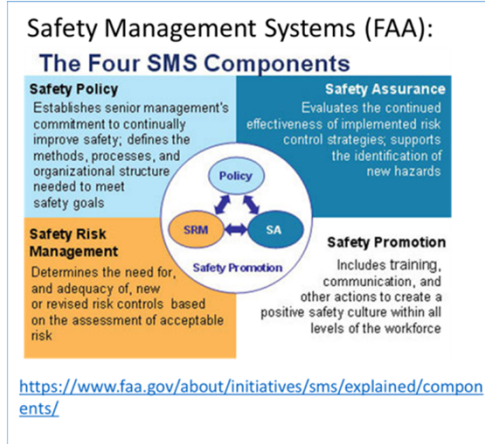 Safety Management Systems (FAA):
The Four SMS Components
Safety Policy
Establishes senior management's
commitment to continually
improve safety; defines the
methods, processes, and
organizational structure
needed to meet
safety goals
Safety Assurance
Evaluates the continued
effectiveness of implemented risk
control strategies; supports
the identification of
new hazards
Policy
SRM
SA
Safety Promotion
Safety Risk
Management
Determines the need for,
and adequacy of, new
or revised risk controls based
on the assessment of acceptable
risk
Safety Promotion
Includes training,
communication, and
other actions to create a
positive safety culture within all
levels of the workforce
https://www.faa.gov/about/initiatives/sms/explained/compon
ents/